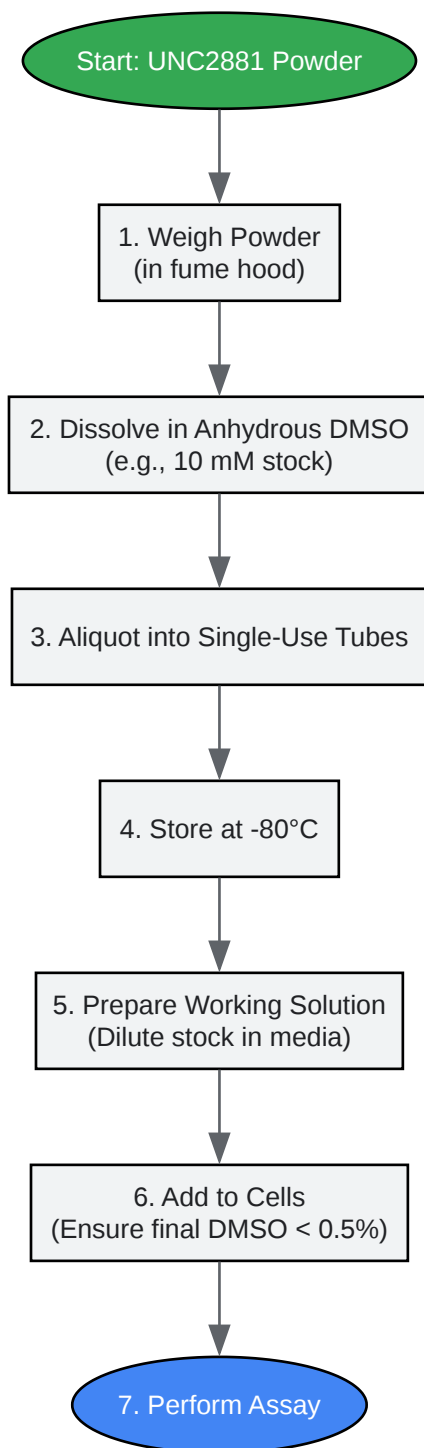 Start: UNC2881 Powder
1. Weigh Powder
(in fume hood)
2. Dissolve in Anhydrous DMSO
(e.g., 10 mM stock)
3. Aliquot into Single-Use Tubes
4. Store at -80°C
5. Prepare Working Solution
(Dilute stock in media)
6. Add to Cells
(Ensure final DMSO < 0.5%)
7. Perform Assay